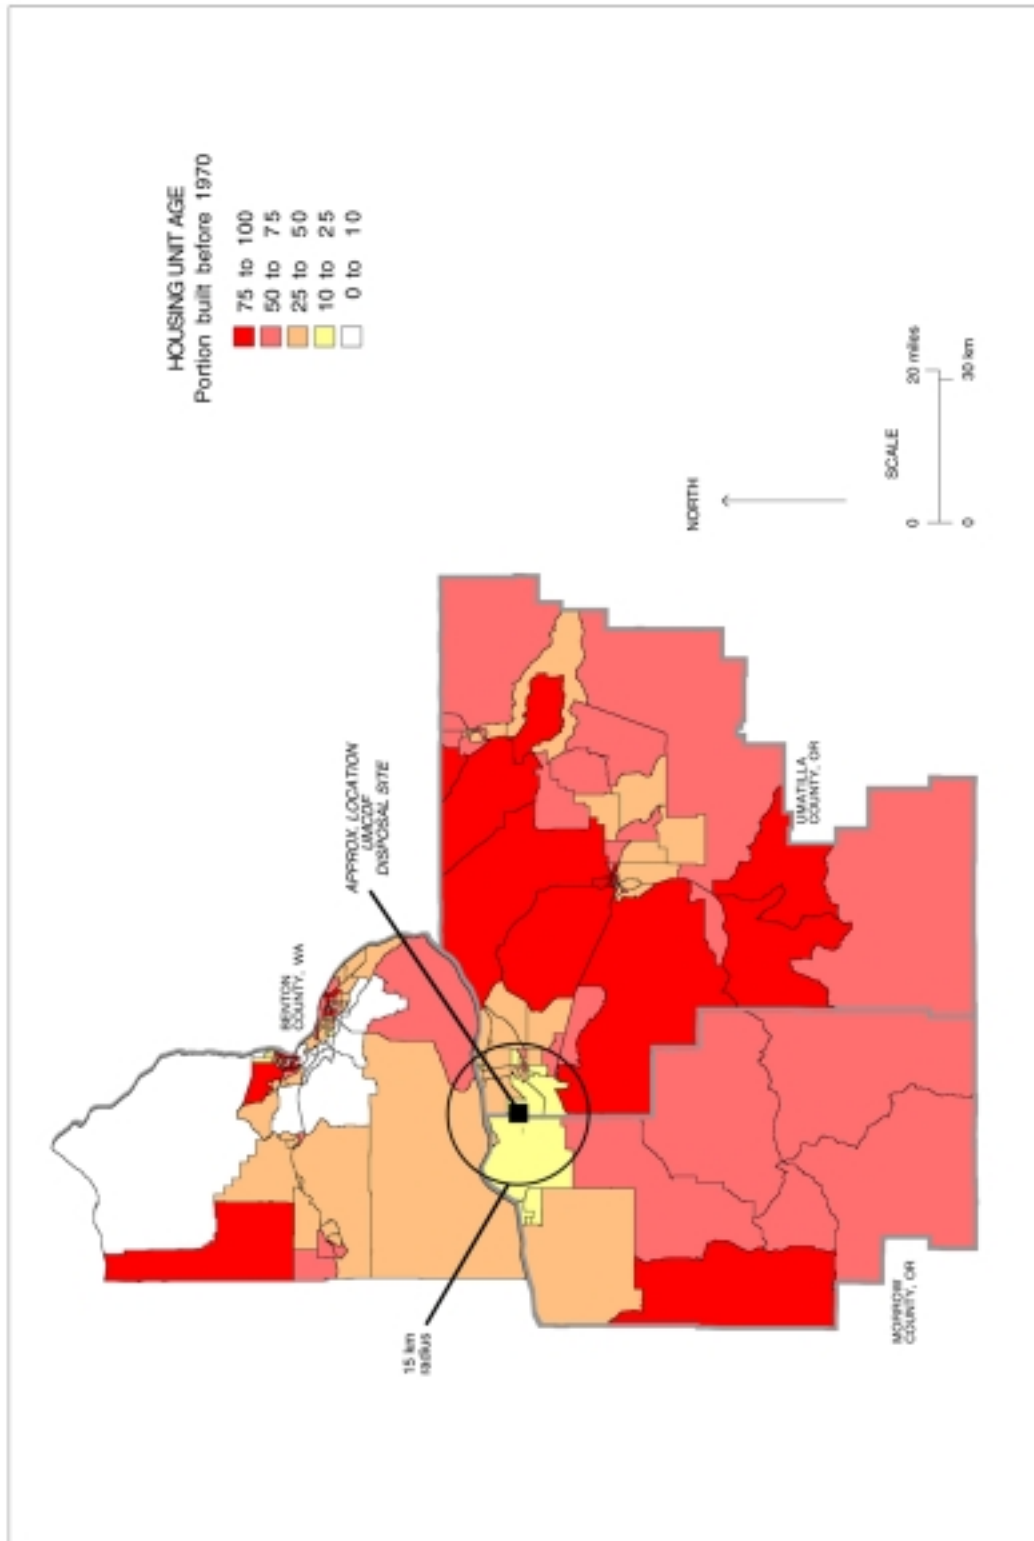 HOUSING UNIT AGE
Portion built before 1970
75 to 100
50 to 75
25 to 50
10 to 25
0 to 10
APPROX. LOCATION
UMCDF
DISPOSAL SITE
BENTON
COUNTY, WA
15 km
radius
UMATILLA
COUNTY, OR
MORROW
COUNTY, OR
NORTH
SCALE
0 20 miles
0 30 km